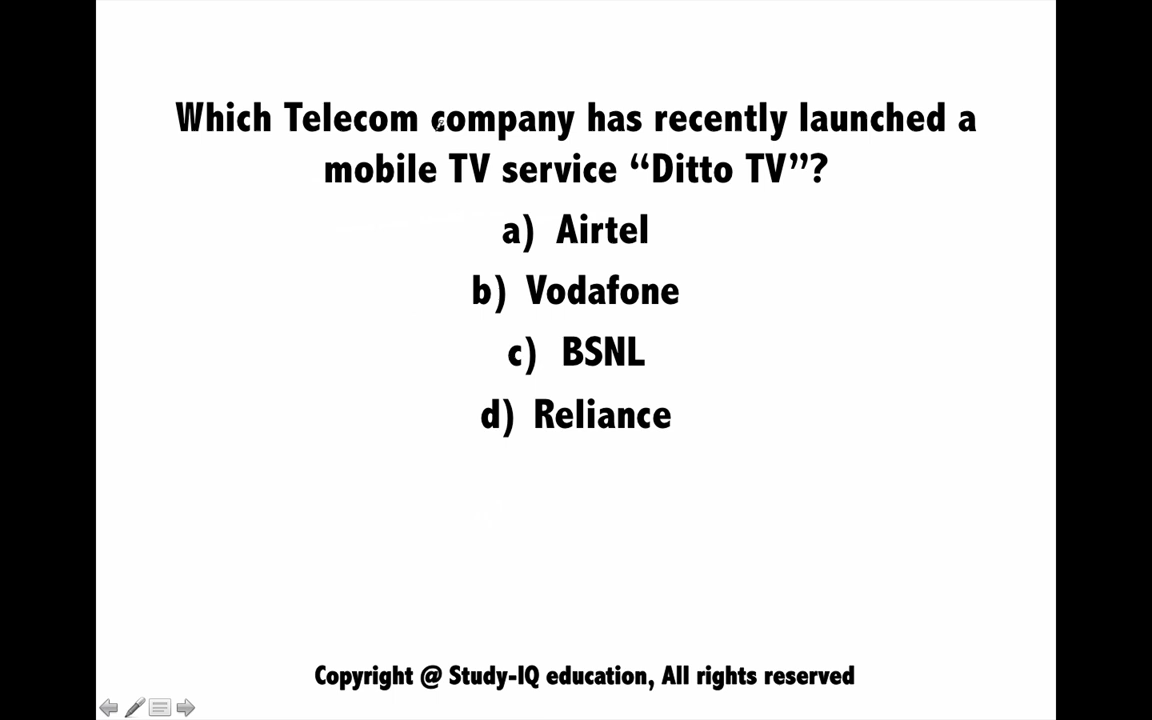 Which Telecom company has recently launched a
mobile TV service “Ditto TV”?
a) Airtel
b) Vodafone
c) BSNL
d) Reliance
Copyright @ Study-IQ education, All rights reserved